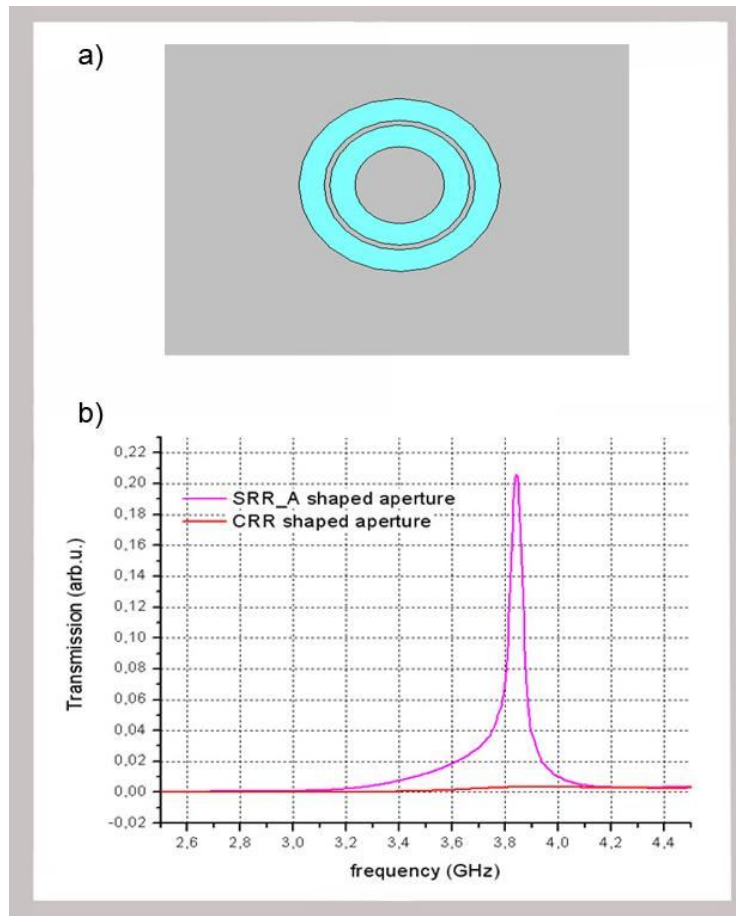 a)
b)
0,22
0,20
0,18
0,16
0,14
0,12
0,10
0,08
0,06
0,04
0,02
0,00
-0,02
Transmission (arb.u.)
SRR_A shaped aperture
CRR shaped aperture
2,6 2,8 3,0 3,2 3,4 3,6 3,8 4,0 4,2 4,4
frequency (GHz)